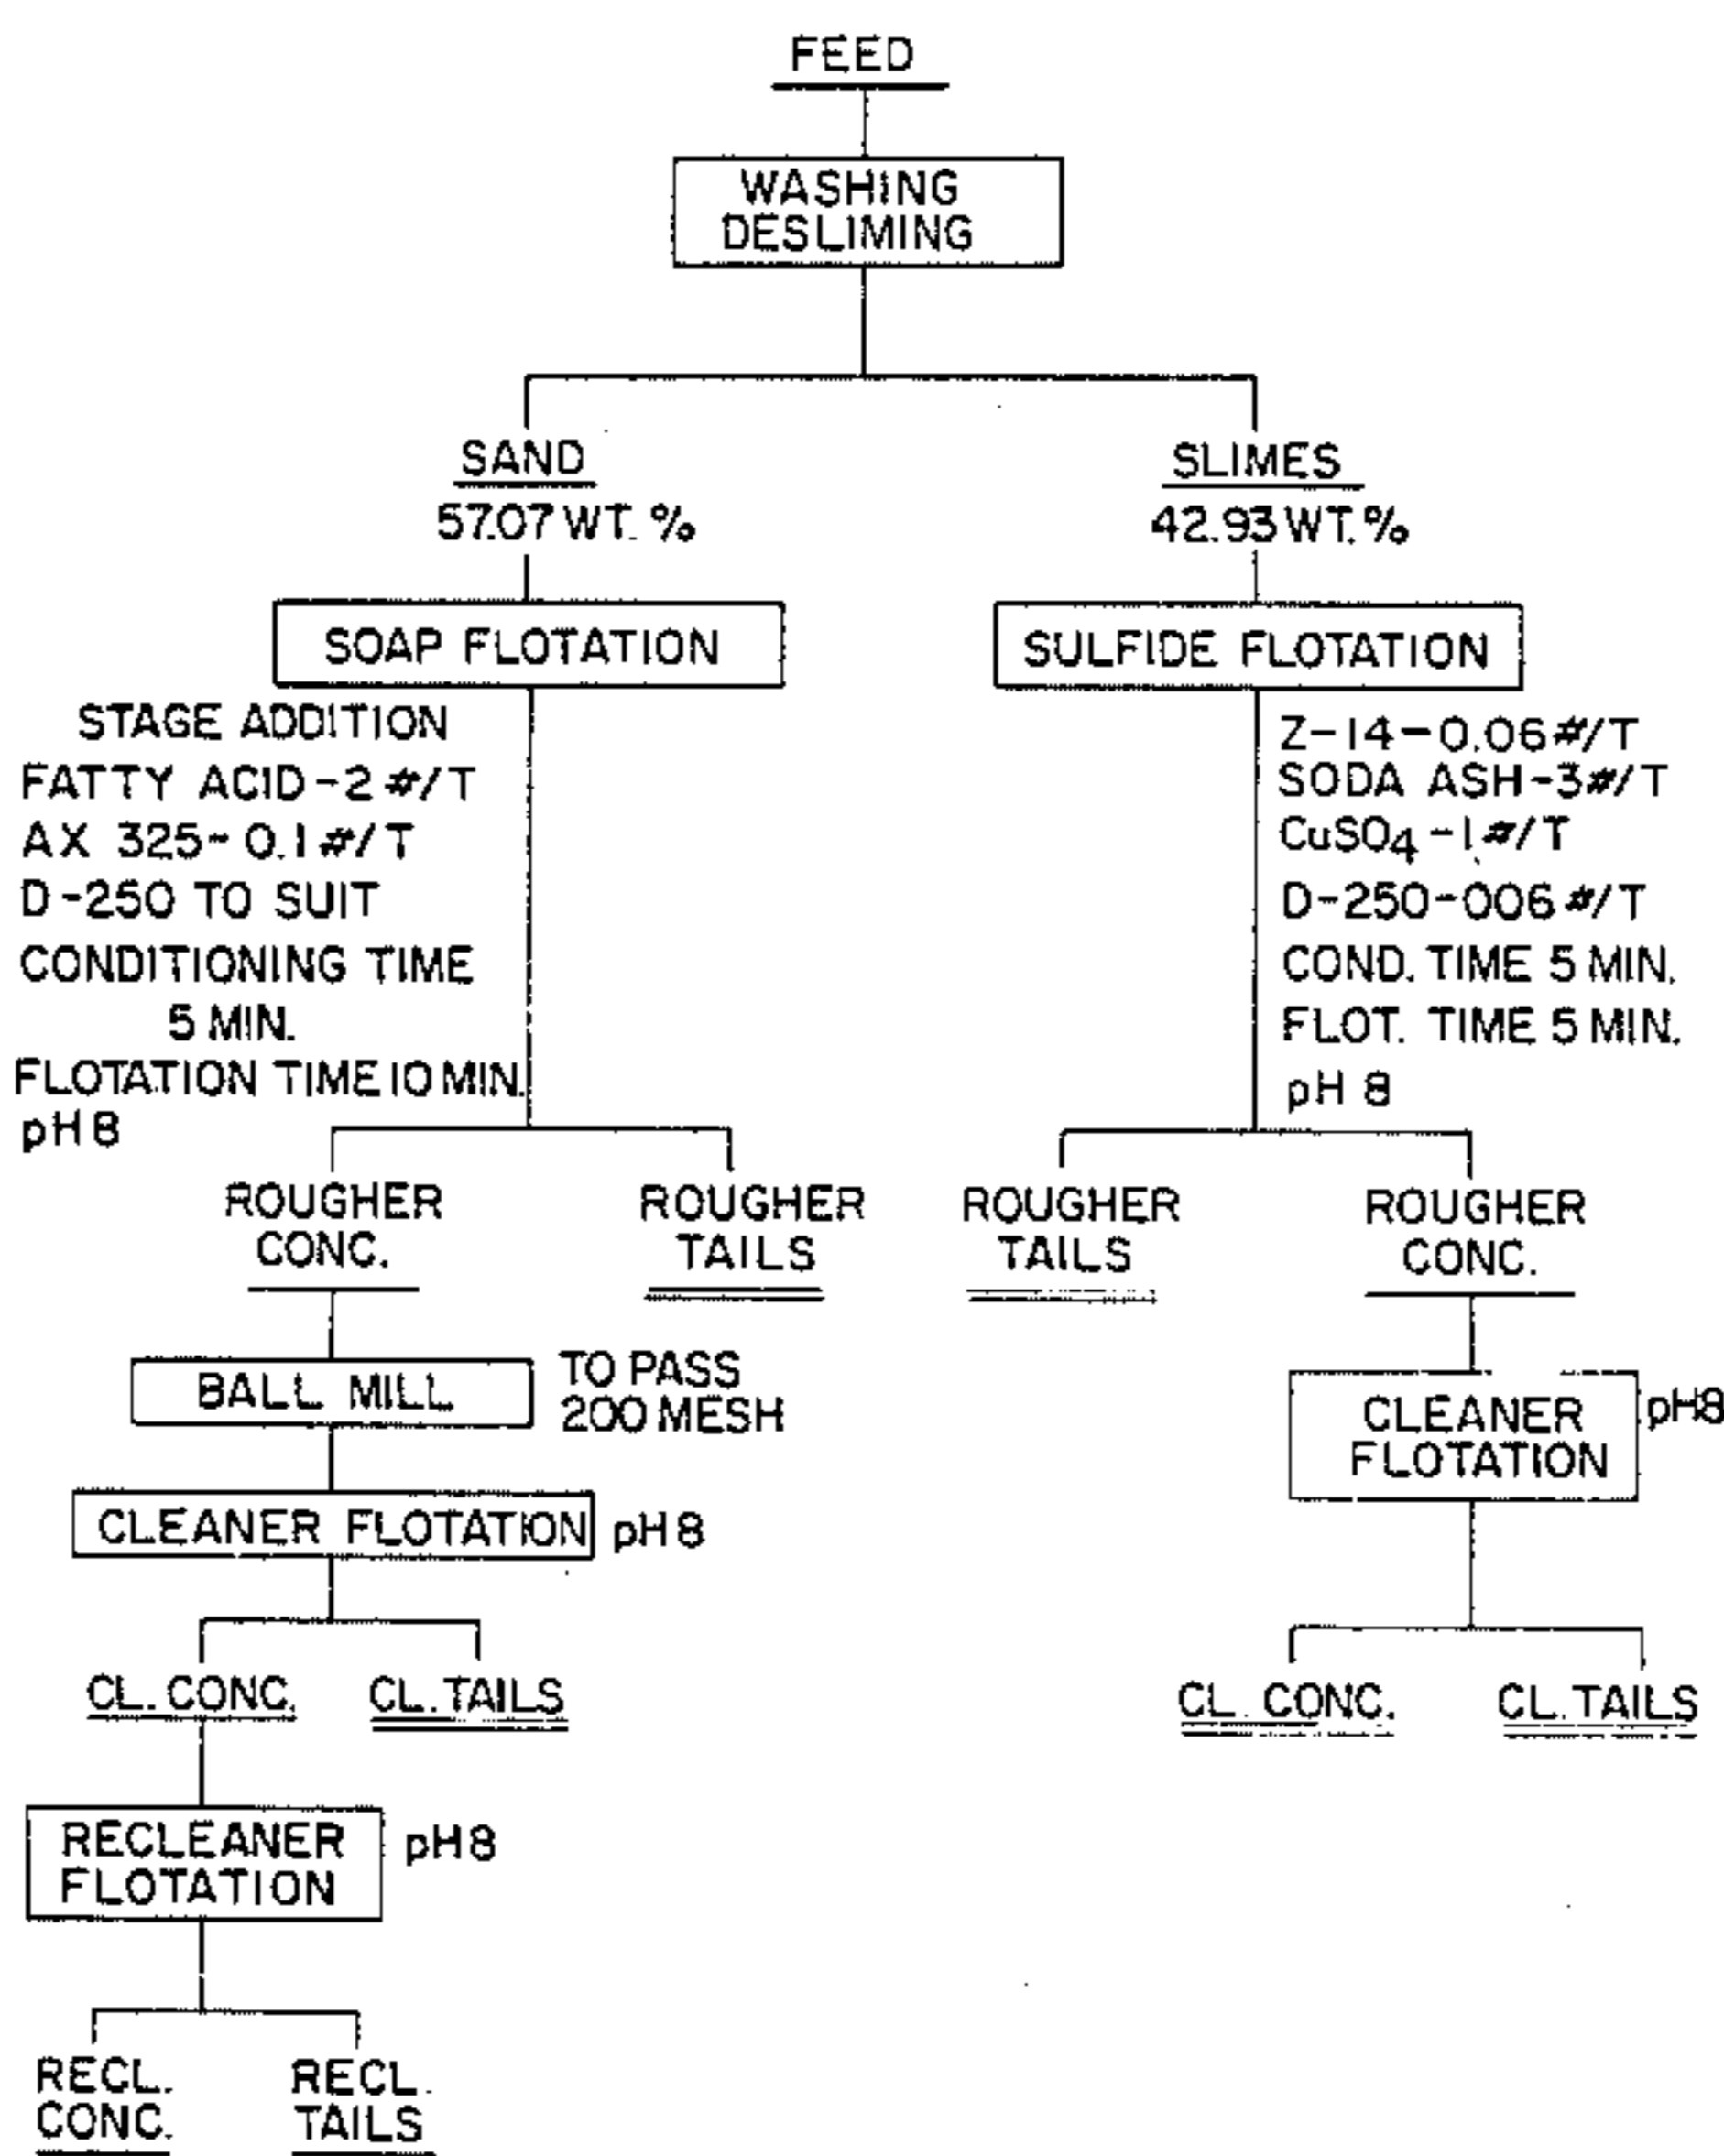 FEED
WASHING
DESLIMING
SAND
57.07 WT. %
SLIMES
42.93 WT. %
SOAP FLOTATION
STAGE ADDITION
FATTY ACID-2 #/T
AX 325-0.1 #/T
D-250 TO SUIT
CONDITIONING TIME
5 MIN.
FLOTATION TIME 10 MIN.
pH 8
SULFIDE FLOTATION
Z-14-0.06 #/T
SODA ASH-3 #/T
CuSO4-1 #/T
D-250-006 #/T
COND. TIME 5 MIN.
FLOT. TIME 5 MIN.
pH 8
ROUGHER
CONC.
ROUGHER
TAILS
ROUGHER
TAILS
ROUGHER
CONC.
BALL MILL
TO PASS
200 MESH
CLEANER FLOTATION
pH 8
CLEANER
FLOTATION
pH8
CL. CONC.
CL. TAILS
CL. CONC.
CL. TAILS
RECLEANER
FLOTATION
pH 8
RECL.
CONC.
RECL.
TAILS